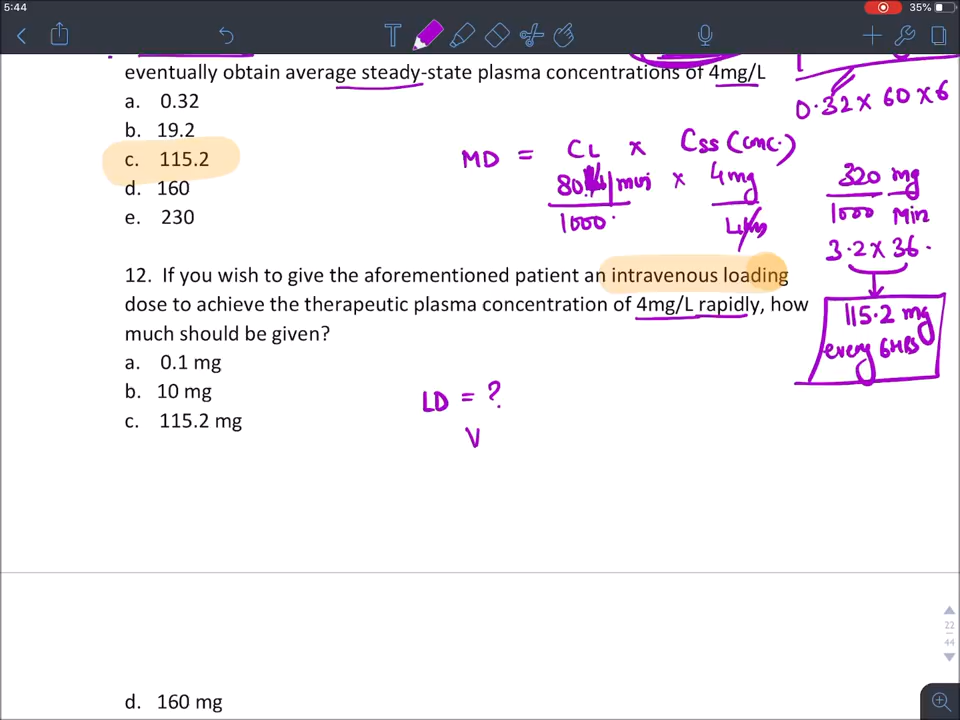 5:44
35%
eventually obtain average steady-state plasma concentrations of 4mg/L
a. 0.32
b. 19.2
c. 115.2
d. 160
e. 230
0.32 x 60 x 6
MD = CL x Css (conc.)
80 /min x 4mg
1000
320 mg
1000 Min
3.2 x 36.
115.2 mg
every 6HRS
12. If you wish to give the aforementioned patient an intravenous loading
dose to achieve the therapeutic plasma concentration of 4mg/L rapidly, how
much should be given?
a. 0.1 mg
b. 10 mg
c. 115.2 mg
LD = ?
V
22
44
d. 160 mg